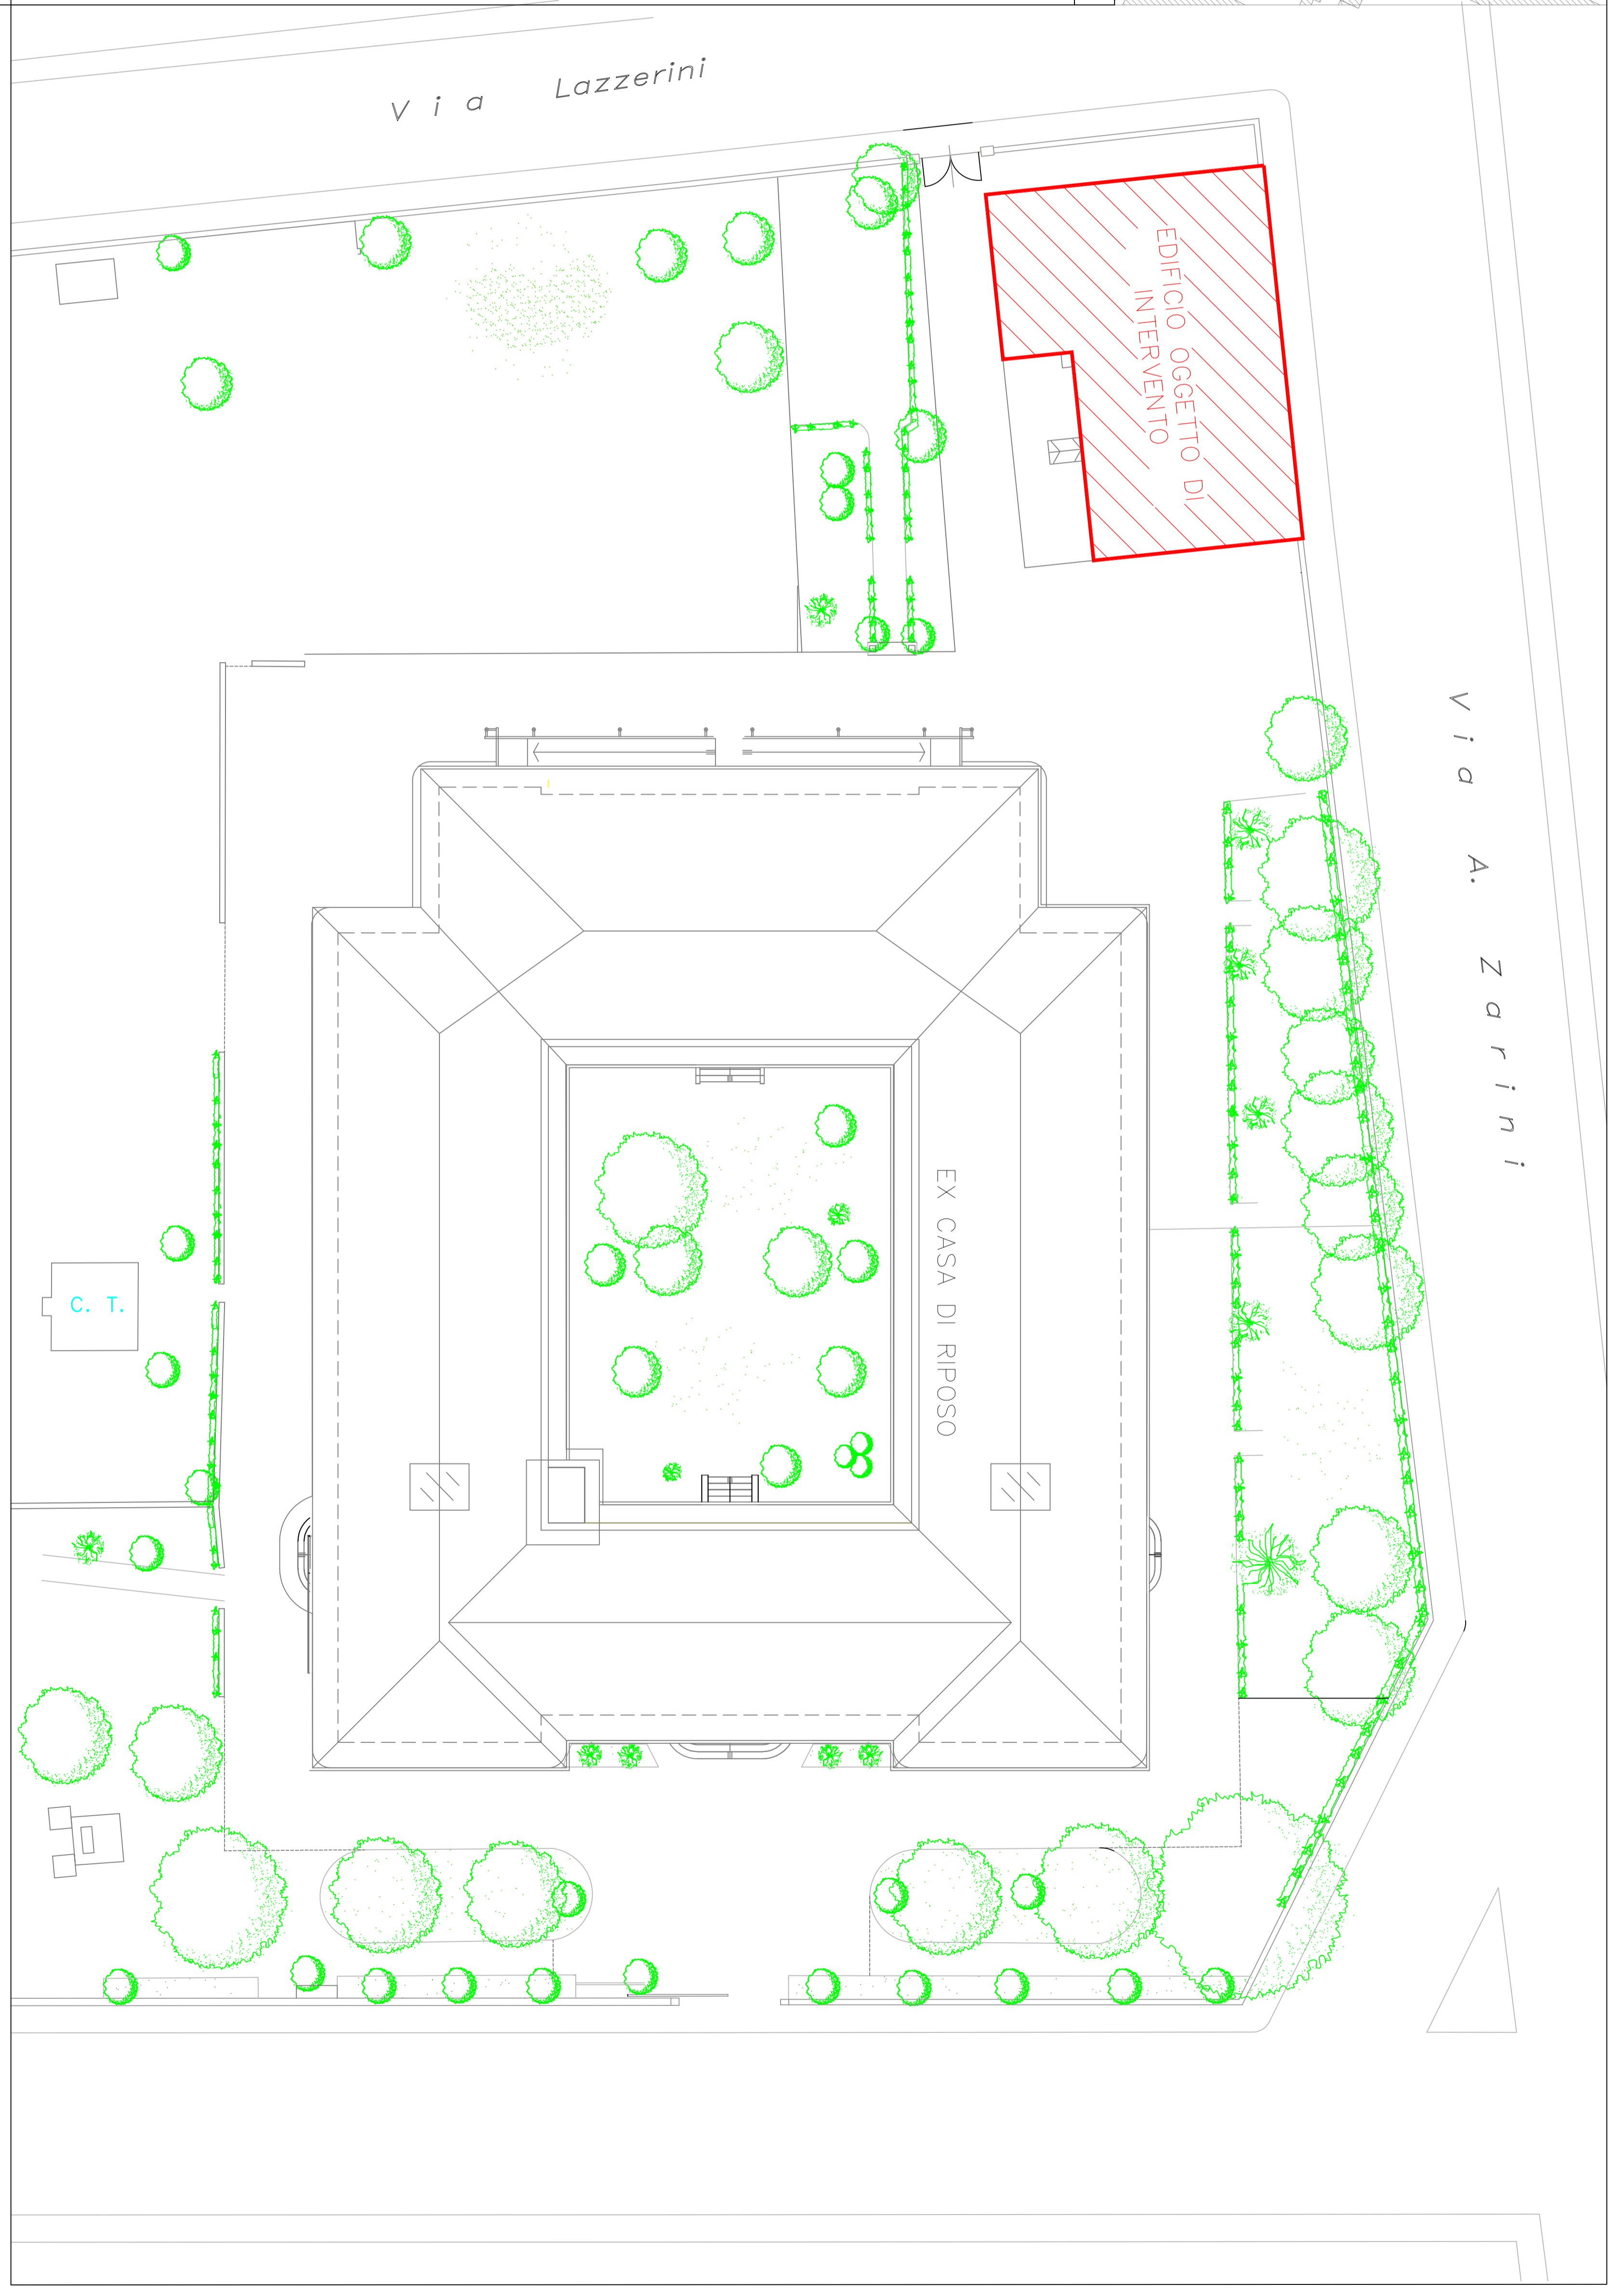 Via Lazzerini
EDIFICIO OGGETTO DI
INTERVENTO
Via A. Zarini
EX CASA DI RIPOSO
C. T.